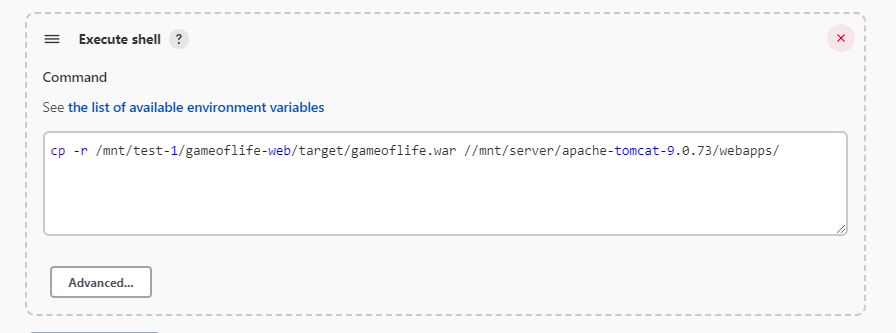 Execute shell ?
Command
See the list of available environment variables
cp -r /mnt/test-1/gameoflife-web/target/gameoflife.war //mnt/server/apache-tomcat-9.0.73/webapps/
Advanced...